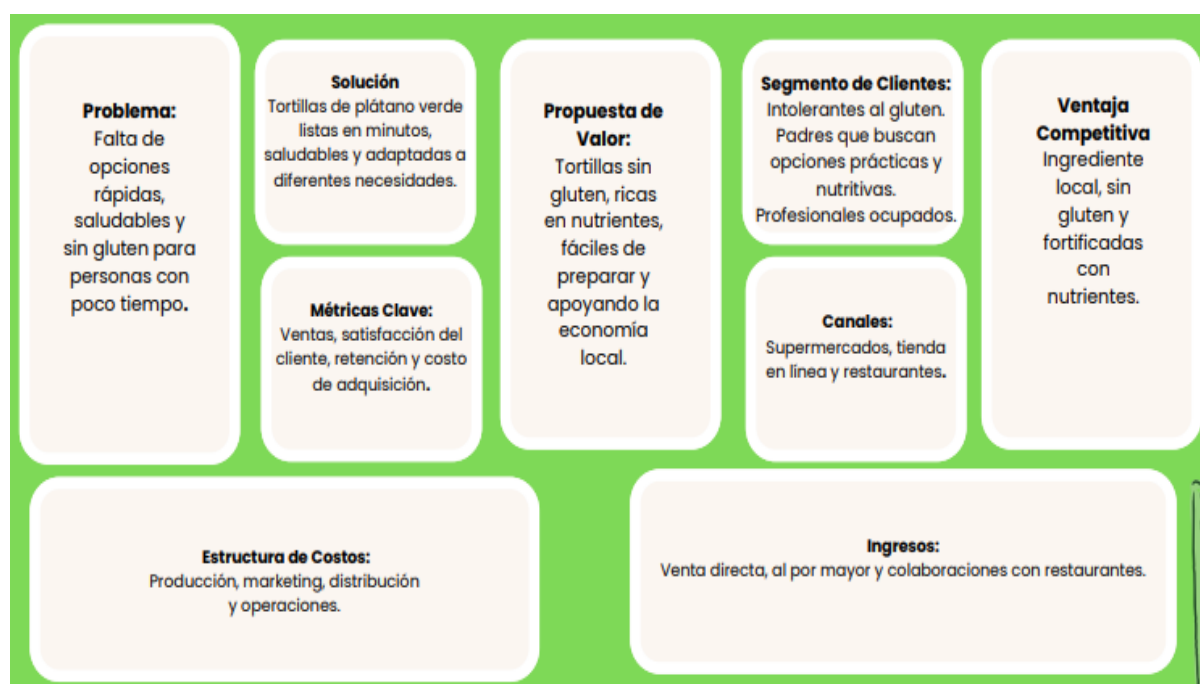 Problema:
Falta de
opciones
rápidas,
saludables y
sin gluten para
personas con
poco tiempo.
Solución
Tortillas de plátano verde
listas en minutos,
saludables y adaptadas a
diferentes necesidades.
Métricas Clave:
Ventas, satisfacción del
cliente, retención y costo
de adquisición.
Propuesta de
Valor:
Tortillas sin
gluten, ricas
en nutrientes,
fáciles de
preparar y
apoyando la
economía
local.
Segmento de Clientes:
Intolerantes al gluten.
Padres que buscan
opciones prácticas y
nutritivas.
Profesionales ocupados.
Canales:
Supermercados, tienda
en línea y restaurantes.
Ventaja
Competitiva
Ingrediente
local, sin
gluten y
fortificadas
con
nutrientes.
Estructura de Costos:
Producción, marketing, distribución
y operaciones.
Ingresos:
Venta directa, al por mayor y colaboraciones con restaurantes.